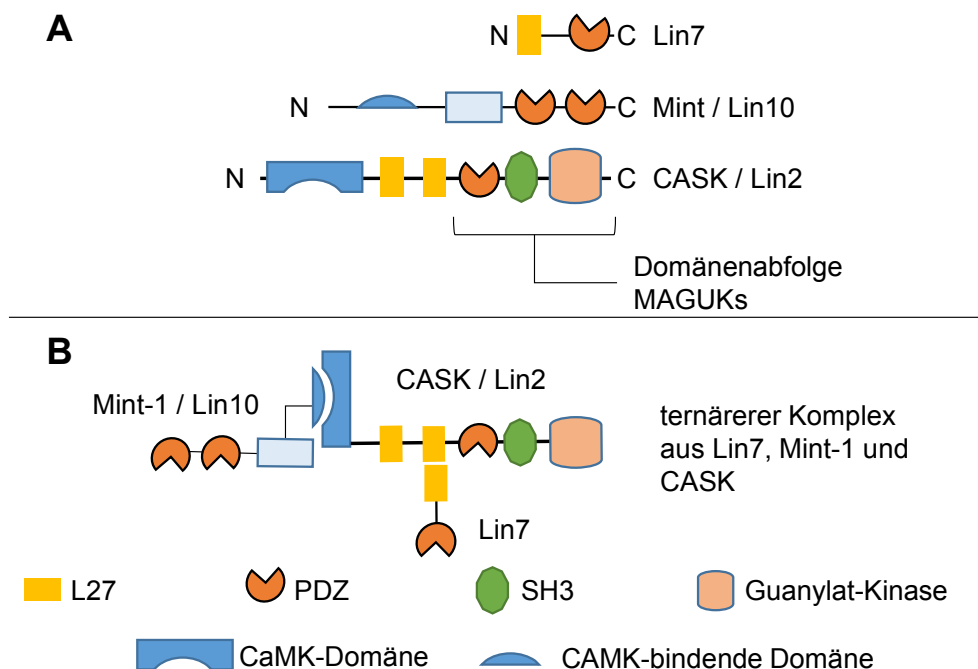 A
N C Lin7
N C Mint / Lin10
N C CASK / Lin2
Domänenabfolge
MAGUKs
B
CASK / Lin2
Mint-1 / Lin10
ternärerer Komplex
aus Lin7, Mint-1 und
CASK
Lin7
L27 PDZ SH3 Guanylat-Kinase
CaMK-Domäne CAMK-bindende Domäne